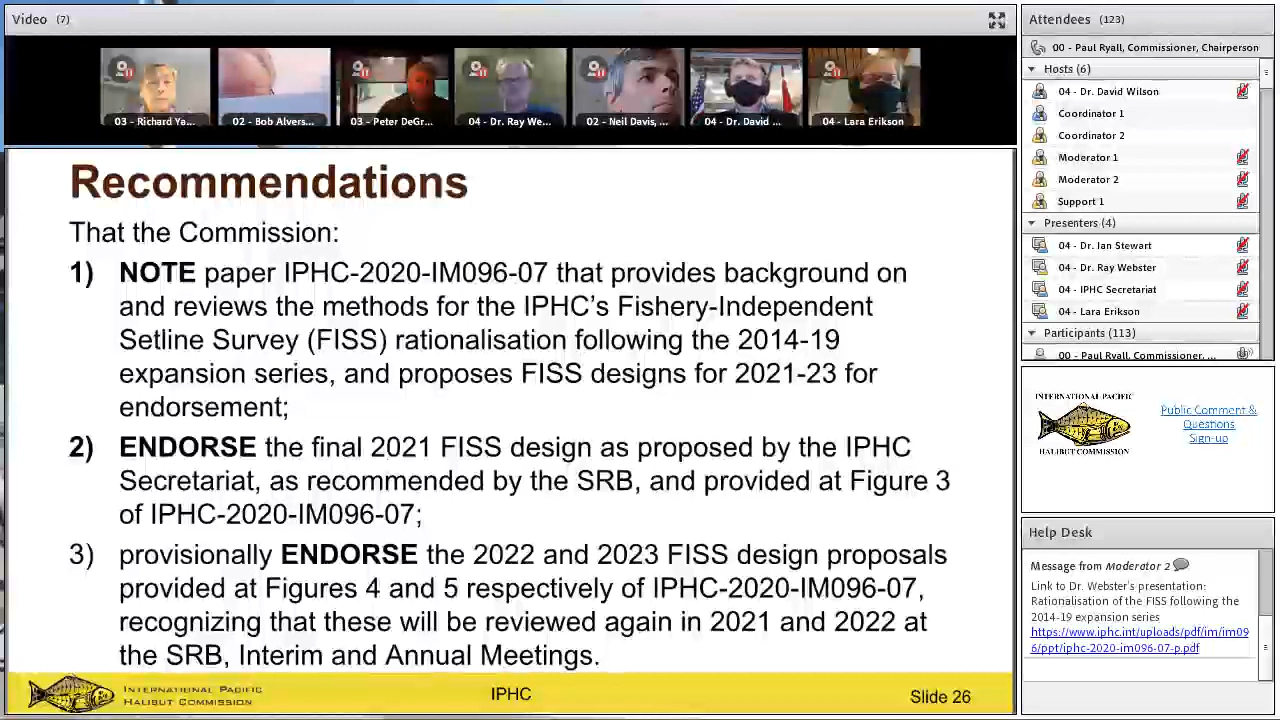 Video (7)
03 - Richard Ya...
02 - Bob Alvers...
03 - Peter DeGr...
04 - Dr. Ray We...
02 - Neil Davis, ...
04 - Dr. David ...
04 - Lara Erikson
Recommendations
That the Commission:
1) NOTE paper IPHC-2020-IM096-07 that provides background on
and reviews the methods for the IPHC’s Fishery-Independent
Setline Survey (FISS) rationalisation following the 2014-19
expansion series, and proposes FISS designs for 2021-23 for
endorsement;
2) ENDORSE the final 2021 FISS design as proposed by the IPHC
Secretariat, as recommended by the SRB, and provided at Figure 3
of IPHC-2020-IM096-07;
3) provisionally ENDORSE the 2022 and 2023 FISS design proposals
provided at Figures 4 and 5 respectively of IPHC-2020-IM096-07,
recognizing that these will be reviewed again in 2021 and 2022 at
the SRB, Interim and Annual Meetings.
INTERNATIONAL PACIFIC
HALIBUT COMMISSION
IPHC
Slide 26
Attendees (123)
00 - Paul Ryall, Commissioner, Chairperson
Hosts (6)
04 - Dr. David Wilson
Coordinator 1
Coordinator 2
Moderator 1
Moderator 2
Support 1
Presenters (4)
04 - Dr. Ian Stewart
04 - Dr. Ray Webster
04 - IPHC Secretariat
04 - Lara Erikson
Participants (113)
00 - Paul Ryall, Commissioner, ...
INTERNATIONAL PACIFIC
HALIBUT COMMISSION
Public Comment &
Questions
Sign-up
Help Desk
Message from Moderator 2
Link to Dr. Webster's presentation:
Rationalisation of the FISS following the
2014-19 expansion series
https://www.iphc.int/uploads/pdf/im/im09
6/ppt/iphc-2020-im096-07-p.pdf